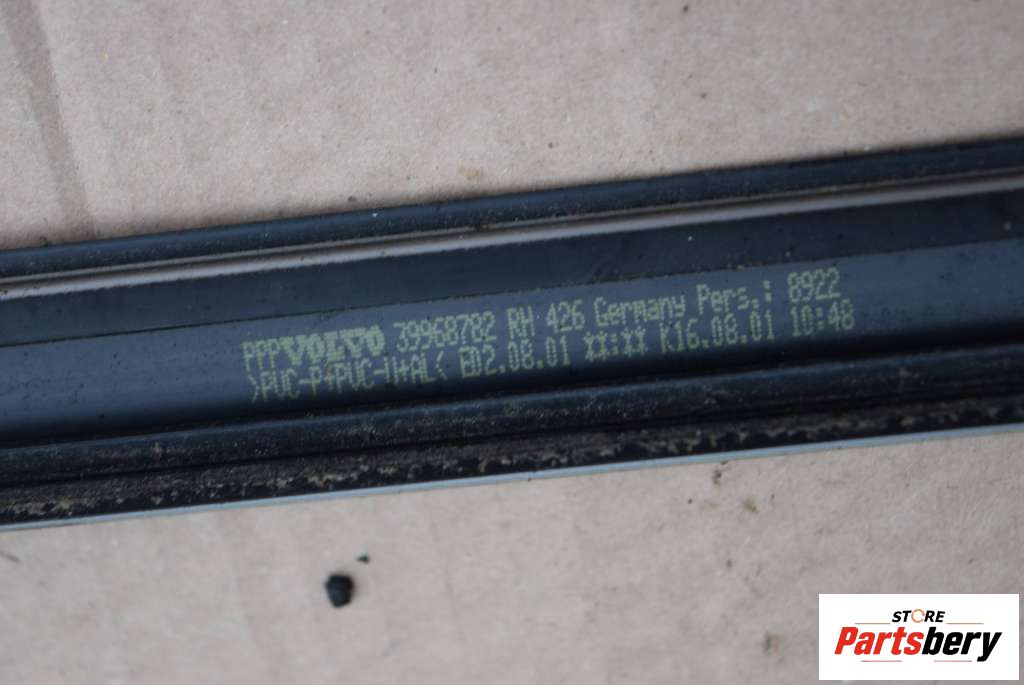 PPPVOLVO 39968782 RH 426 Germany Pers.: 8922
>PVC-P+PVC-U+AL< E02.08.01 **:** K16.08.01 10:48
STORE
Partsbery